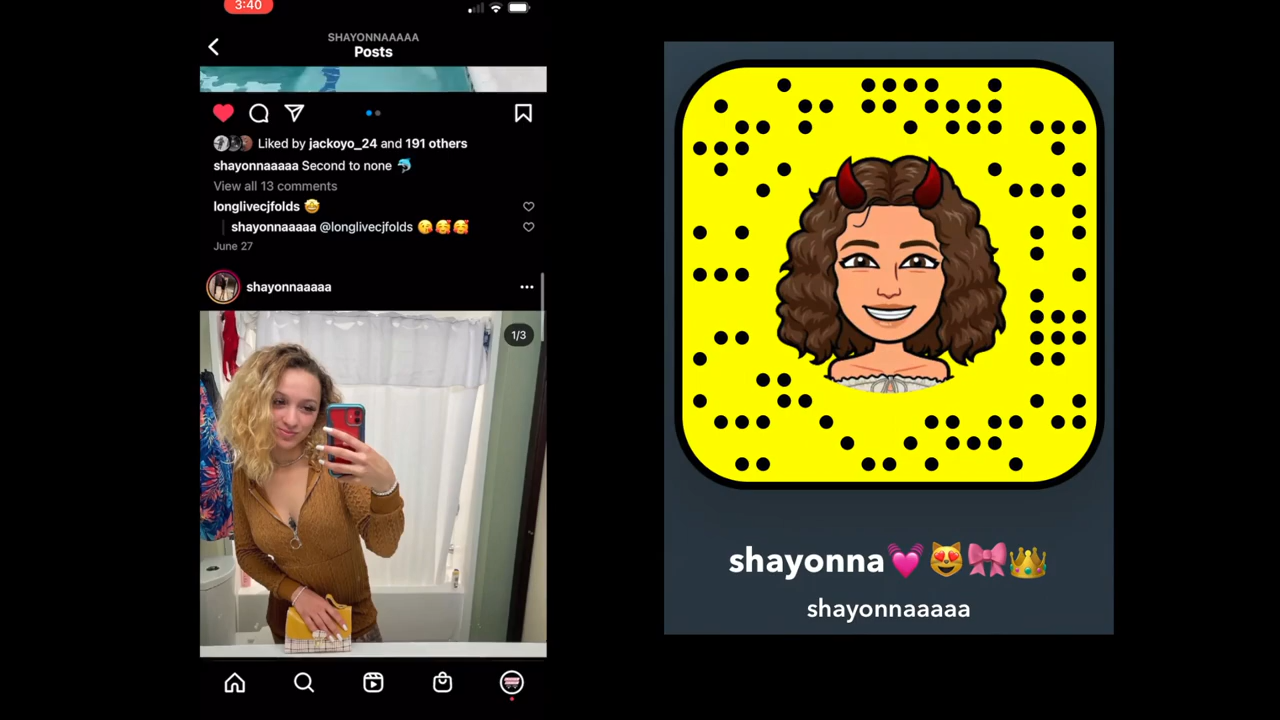 3:40
SHAYONNAAAAA
Posts
Liked by jackoyo_24 and 191 others
shayonnaaaaa Second to none 🐬
View all 13 comments
longlivecjfolds 🤩
shayonnaaaaa @longlivecjfolds 😘🥰🥰
June 27
shayonnaaaaa
1/3
shayonna💓😻🎀👑
shayonnaaaaa